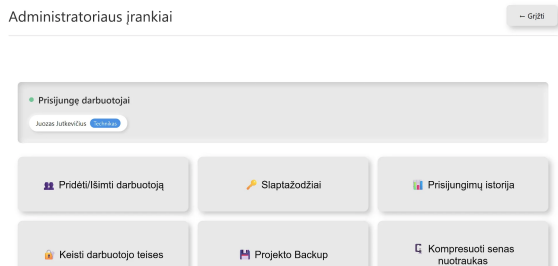 Administratoriaus įrankiai
← Grįžti
Prisijungę darbuotojai
Juozas Jutkevičius Technikas
Pridėti/Išimti darbuotoją
Slaptažodžiai
Prisijungimų istorija
Keisti darbuotojo teises
Projekto Backup
Kompresuoti senas
nuotraukas